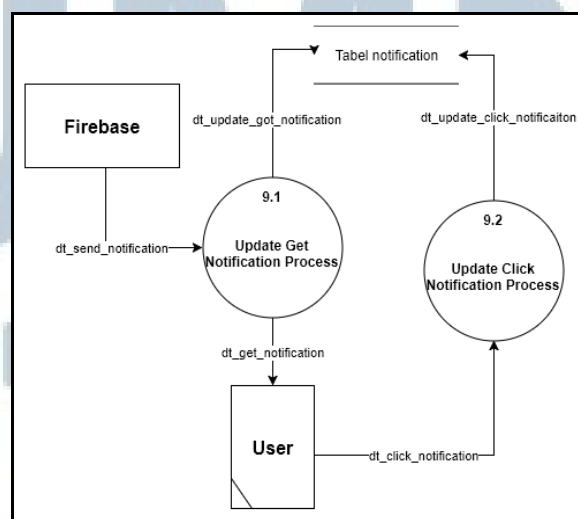 Tabel notification
Firebase
dt_update_got_notification
dt_update_click_notificaiton
9.1
Update Get
Notification Process
9.2
Update Click
Notification Process
dt_send_notification
dt_get_notification
User
dt_click_notification